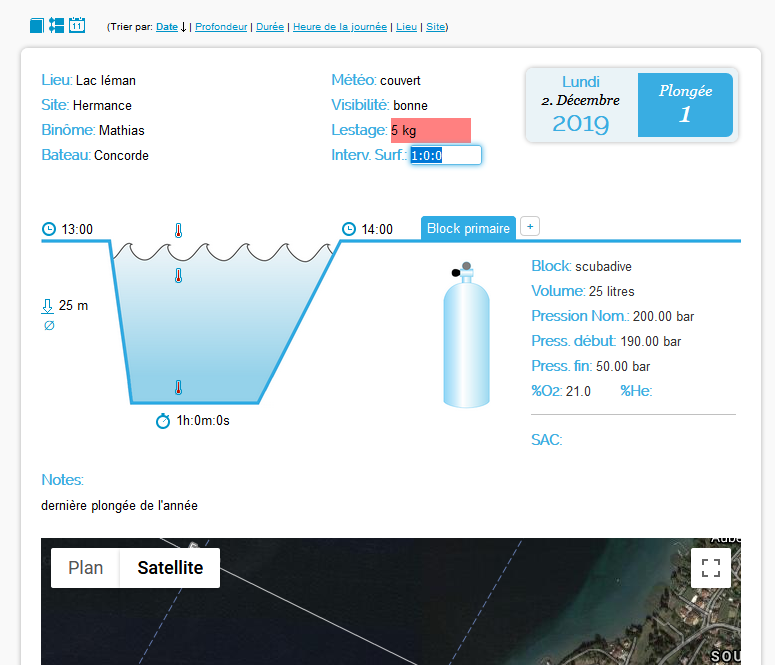 11
(Trier par: Date | Profondeur | Durée | Heure de la journée | Lieu | Site)
Lieu: Lac léman
Site: Hermance
Binôme: Mathias
Bateau: Concorde
Météo: couvert
Visibilité: bonne
Lestage: 5 kg
Interv. Surf.: 1:0:0
Lundi
2. Décembre
2019
Plongée
1
13:00
14:00
25 m
1h:0m:0s
Block primaire
+
Block: scubadive
Volume: 25 litres
Pression Nom.: 200.00 bar
Press. début: 190.00 bar
Press. fin: 50.00 bar
%O2: 21.0 %He:
SAC:
Notes:
dernière plongée de l'année
Plan Satellite